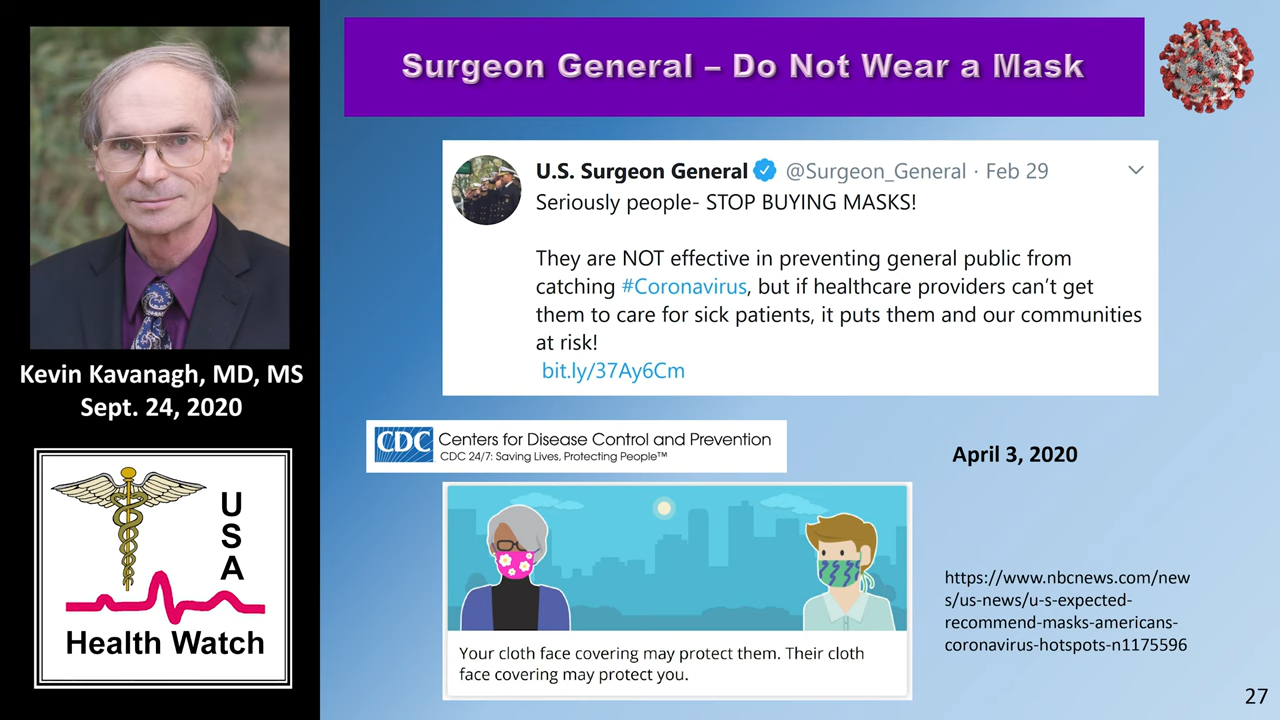 Surgeon General – Do Not Wear a Mask
U.S. Surgeon General @Surgeon_General · Feb 29
Seriously people- STOP BUYING MASKS!
They are NOT effective in preventing general public from
catching #Coronavirus, but if healthcare providers can't get
them to care for sick patients, it puts them and our communities
at risk!
bit.ly/37Ay6Cm
Kevin Kavanagh, MD, MS
Sept. 24, 2020
USA
Health Watch
CDC Centers for Disease Control and Prevention
CDC 24/7: Saving Lives, Protecting People™
April 3, 2020
Your cloth face covering may protect them. Their cloth
face covering may protect you.
https://www.nbcnews.com/new
s/us-news/u-s-expected-
recommend-masks-americans-
coronavirus-hotspots-n1175596
27